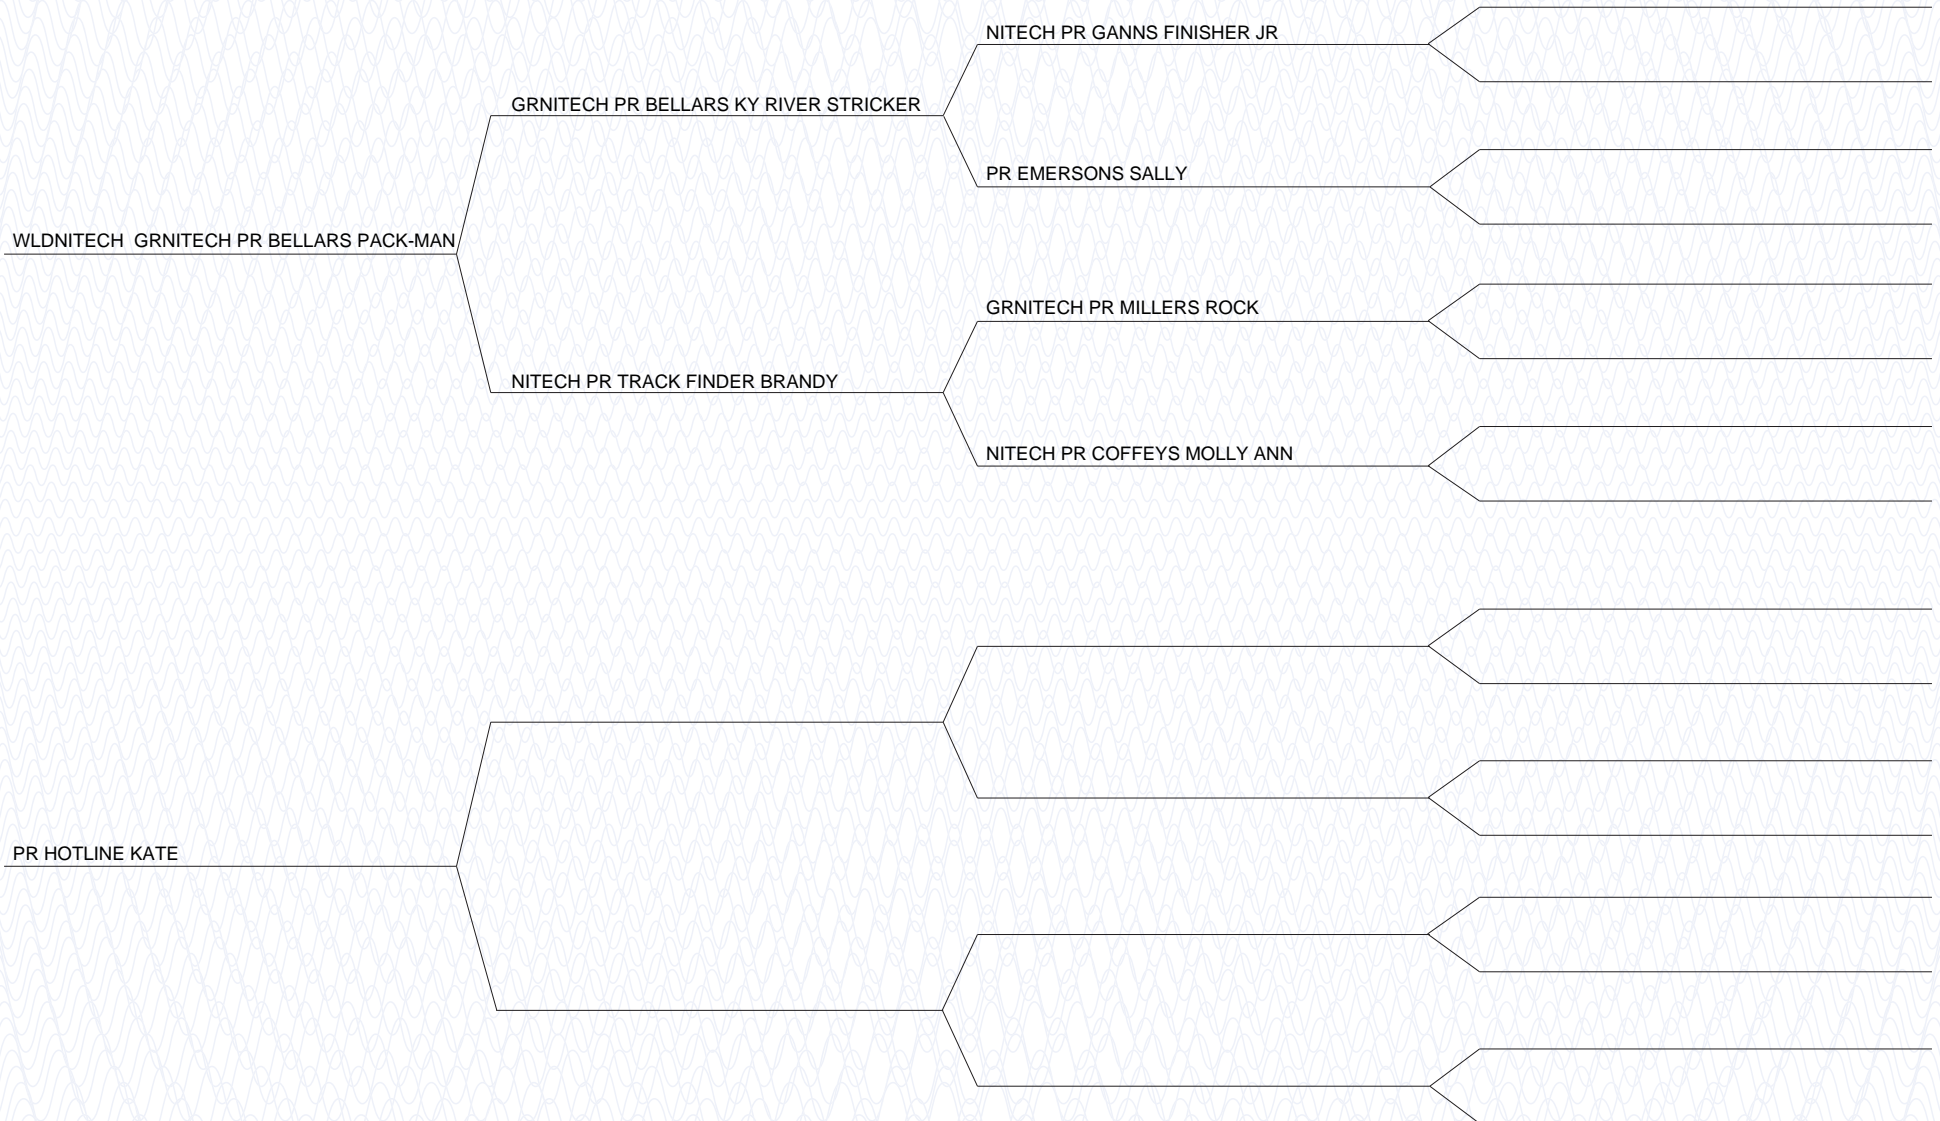 NITECH PR GANNS FINISHER JR
GRNITECH PR BELLARS KY RIVER STRICKER
PR EMERSONS SALLY
WLDNITECH  GRNITECH PR BELLARS PACK-MAN
GRNITECH PR MILLERS ROCK
NITECH PR TRACK FINDER BRANDY
NITECH PR COFFEYS MOLLY ANN
PR HOTLINE KATE